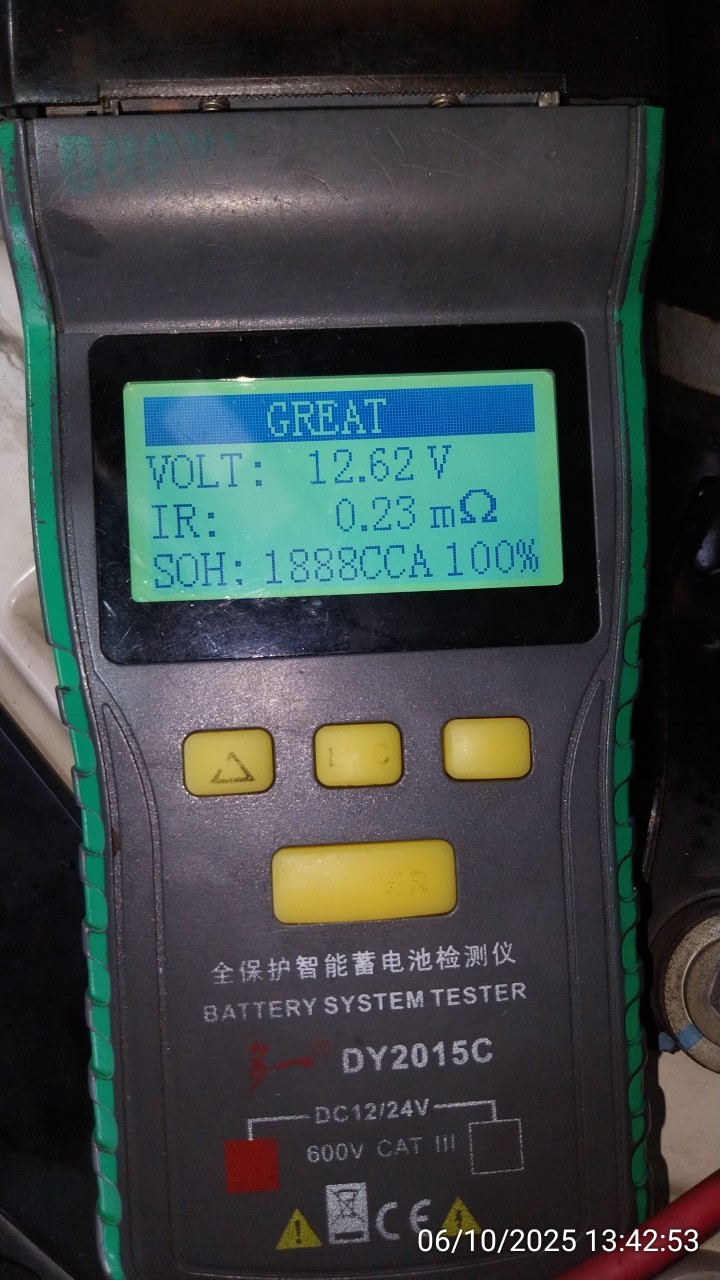 GREAT
VOLT: 12.62 V
IR: 0.23 mΩ
SOH: 1888CCA 100%
全保护智能蓄电池检测仪
BATTERY SYSTEM TESTER
DY2015C
DC12/24V
600V CAT III
CE
06/10/2025 13:42:53